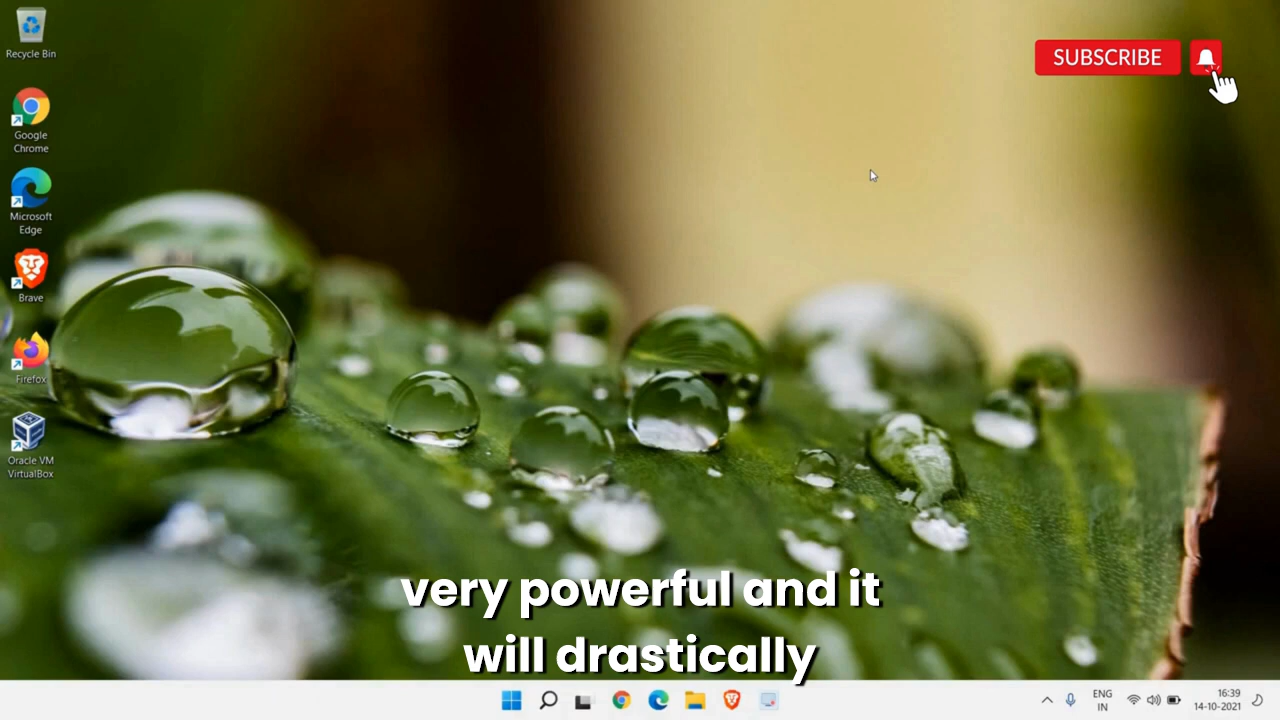 Recycle Bin
SUBSCRIBE
Google
Chrome
Microsoft
Edge
Brave
Firefox
Oracle VM
VirtualBox
very powerful and it
will drastically
ENG
IN
16:39
14-10-2021